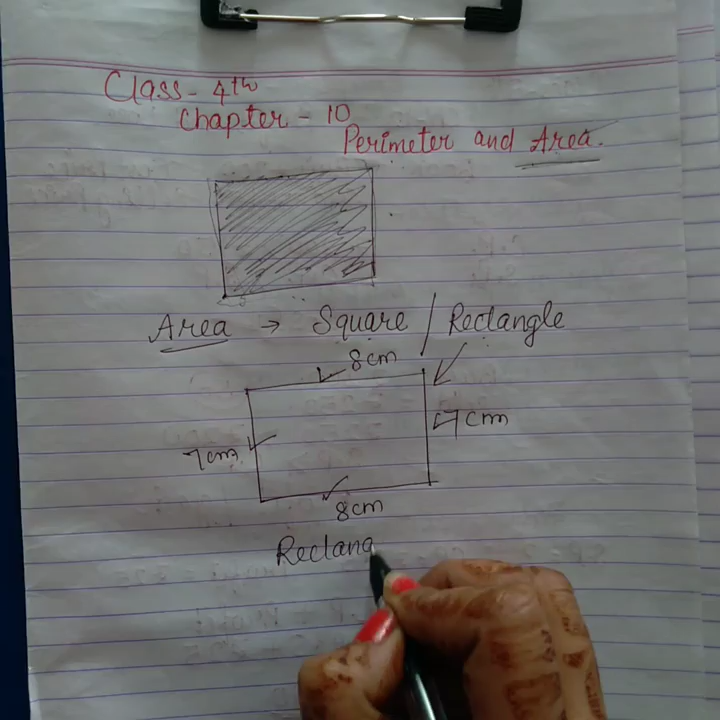 Class - 4th
Chapter - 10
Perimeter and Area.
Area → Square / Rectangle
8cm
7cm
7cm
8cm
Rectang